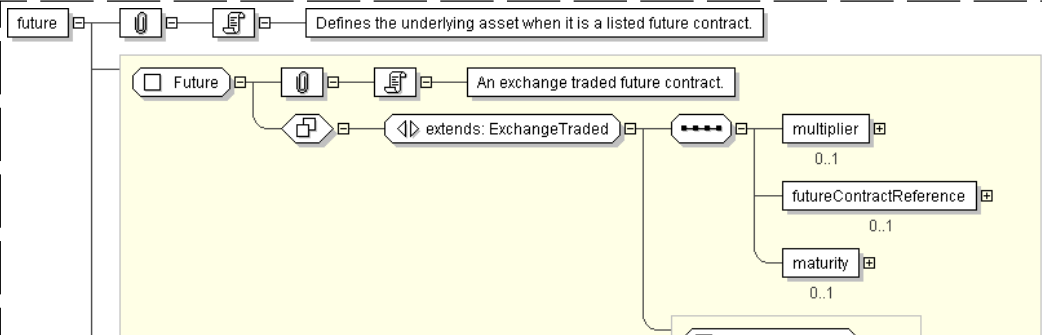 future
Defines the underlying asset when it is a listed future contract.
Future
An exchange traded future contract.
extends: ExchangeTraded
multiplier
0..1
futureContractReference
0..1
maturity
0..1